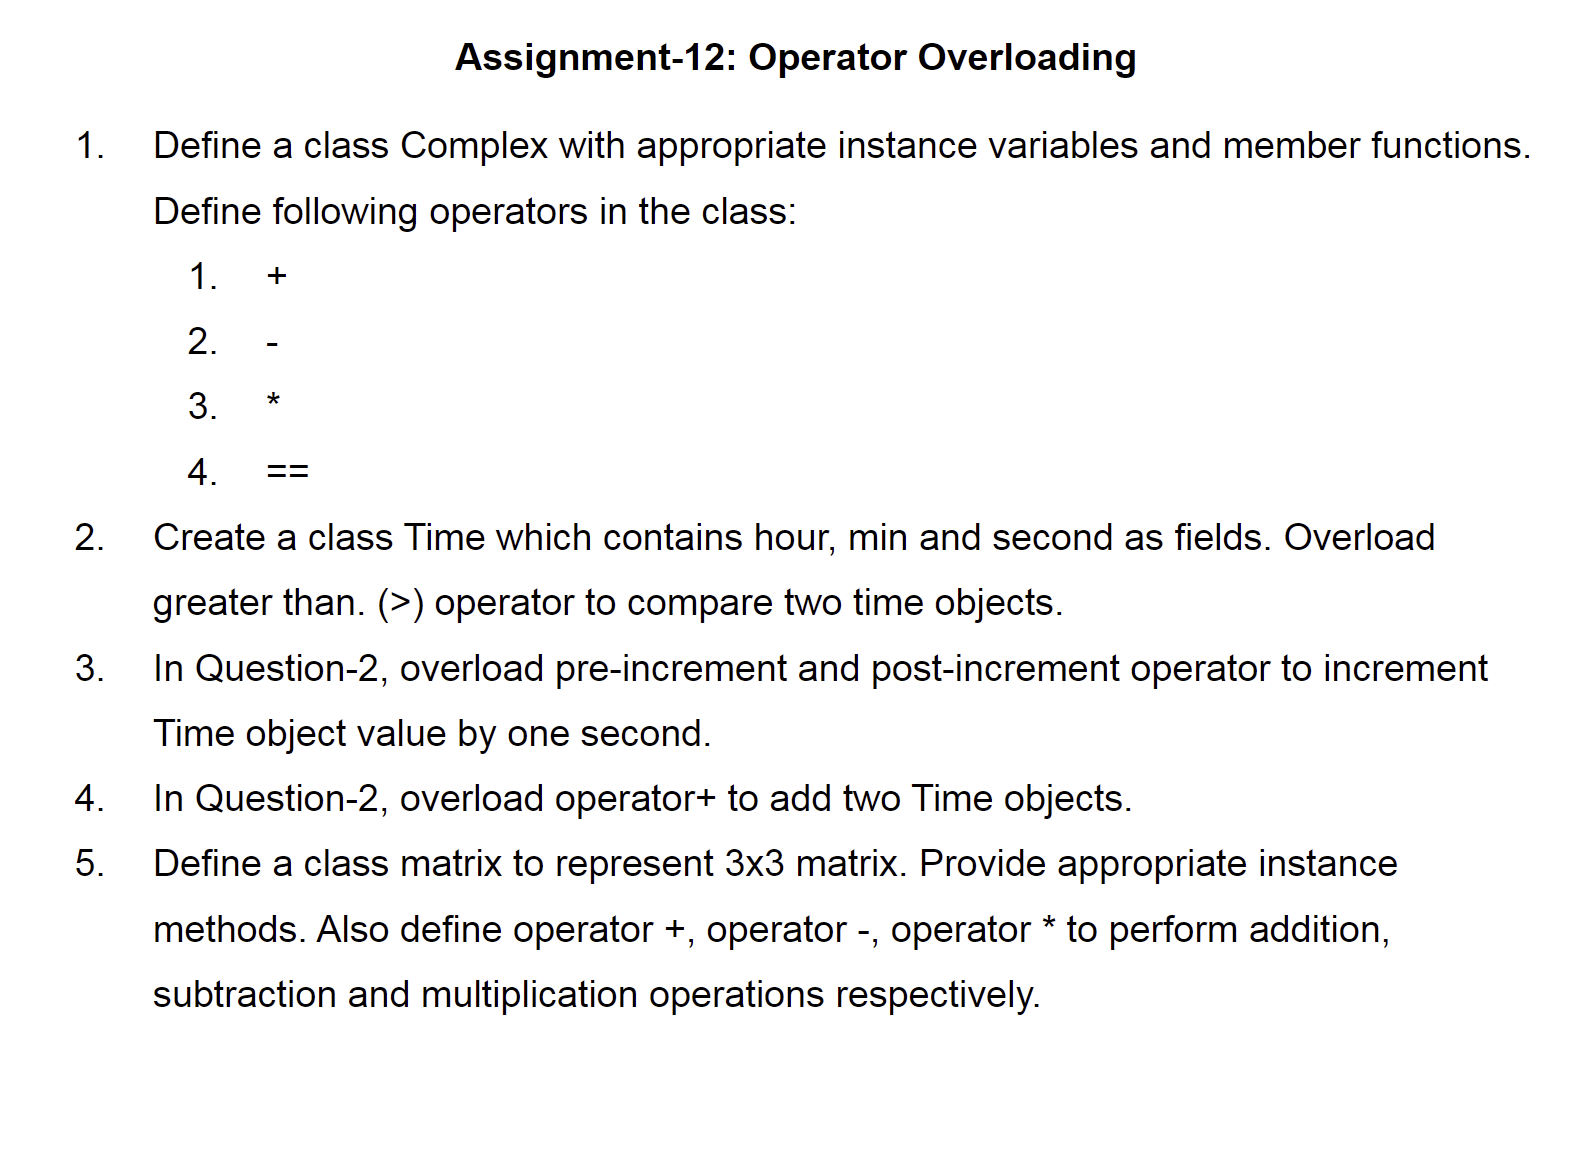 Assignment-12: Operator Overloading
1. Define a class Complex with appropriate instance variables and member functions.
Define following operators in the class:
1. +
2. -
3. *
4. ==
2. Create a class Time which contains hour, min and second as fields. Overload
greater than. (>) operator to compare two time objects.
3. In Question-2, overload pre-increment and post-increment operator to increment
Time object value by one second.
4. In Question-2, overload operator+ to add two Time objects.
5. Define a class matrix to represent 3x3 matrix. Provide appropriate instance
methods. Also define operator +, operator -, operator * to perform addition,
subtraction and multiplication operations respectively.